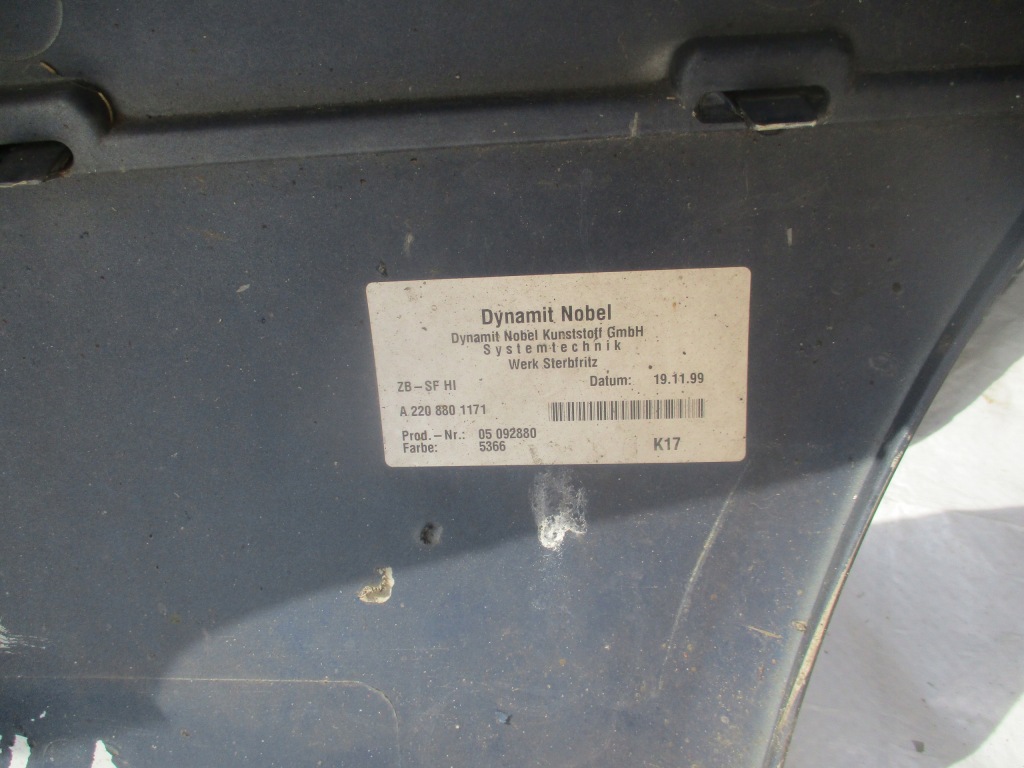 Dynamit Nobel
Dynamit Nobel Kunststoff GmbH
Systemtechnik
Werk Sterbfritz
ZB-SF HI Datum: 19.11.99
A 220 880 1171
Prod.-Nr.: 05 092880
Farbe: 5366 K17